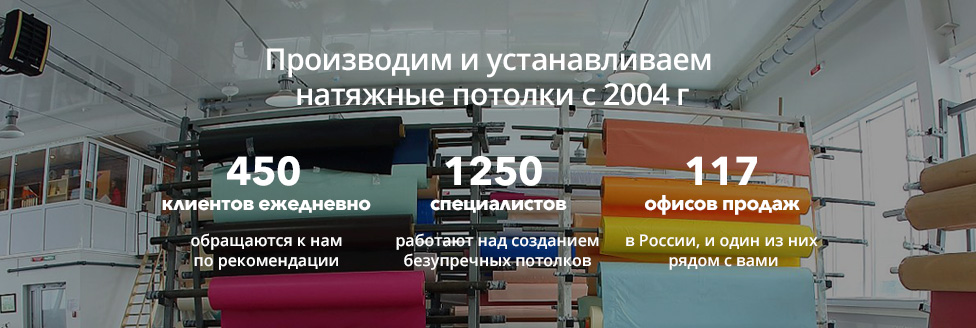 Производим и устанавливаем
натяжные потолки с 2004 г
450
клиентов ежедневно
обращаются к нам
по рекомендации
1250
специалистов
работают над созданием
безупречных потолков
117
офисов продаж
в России, и один из них
рядом с вами